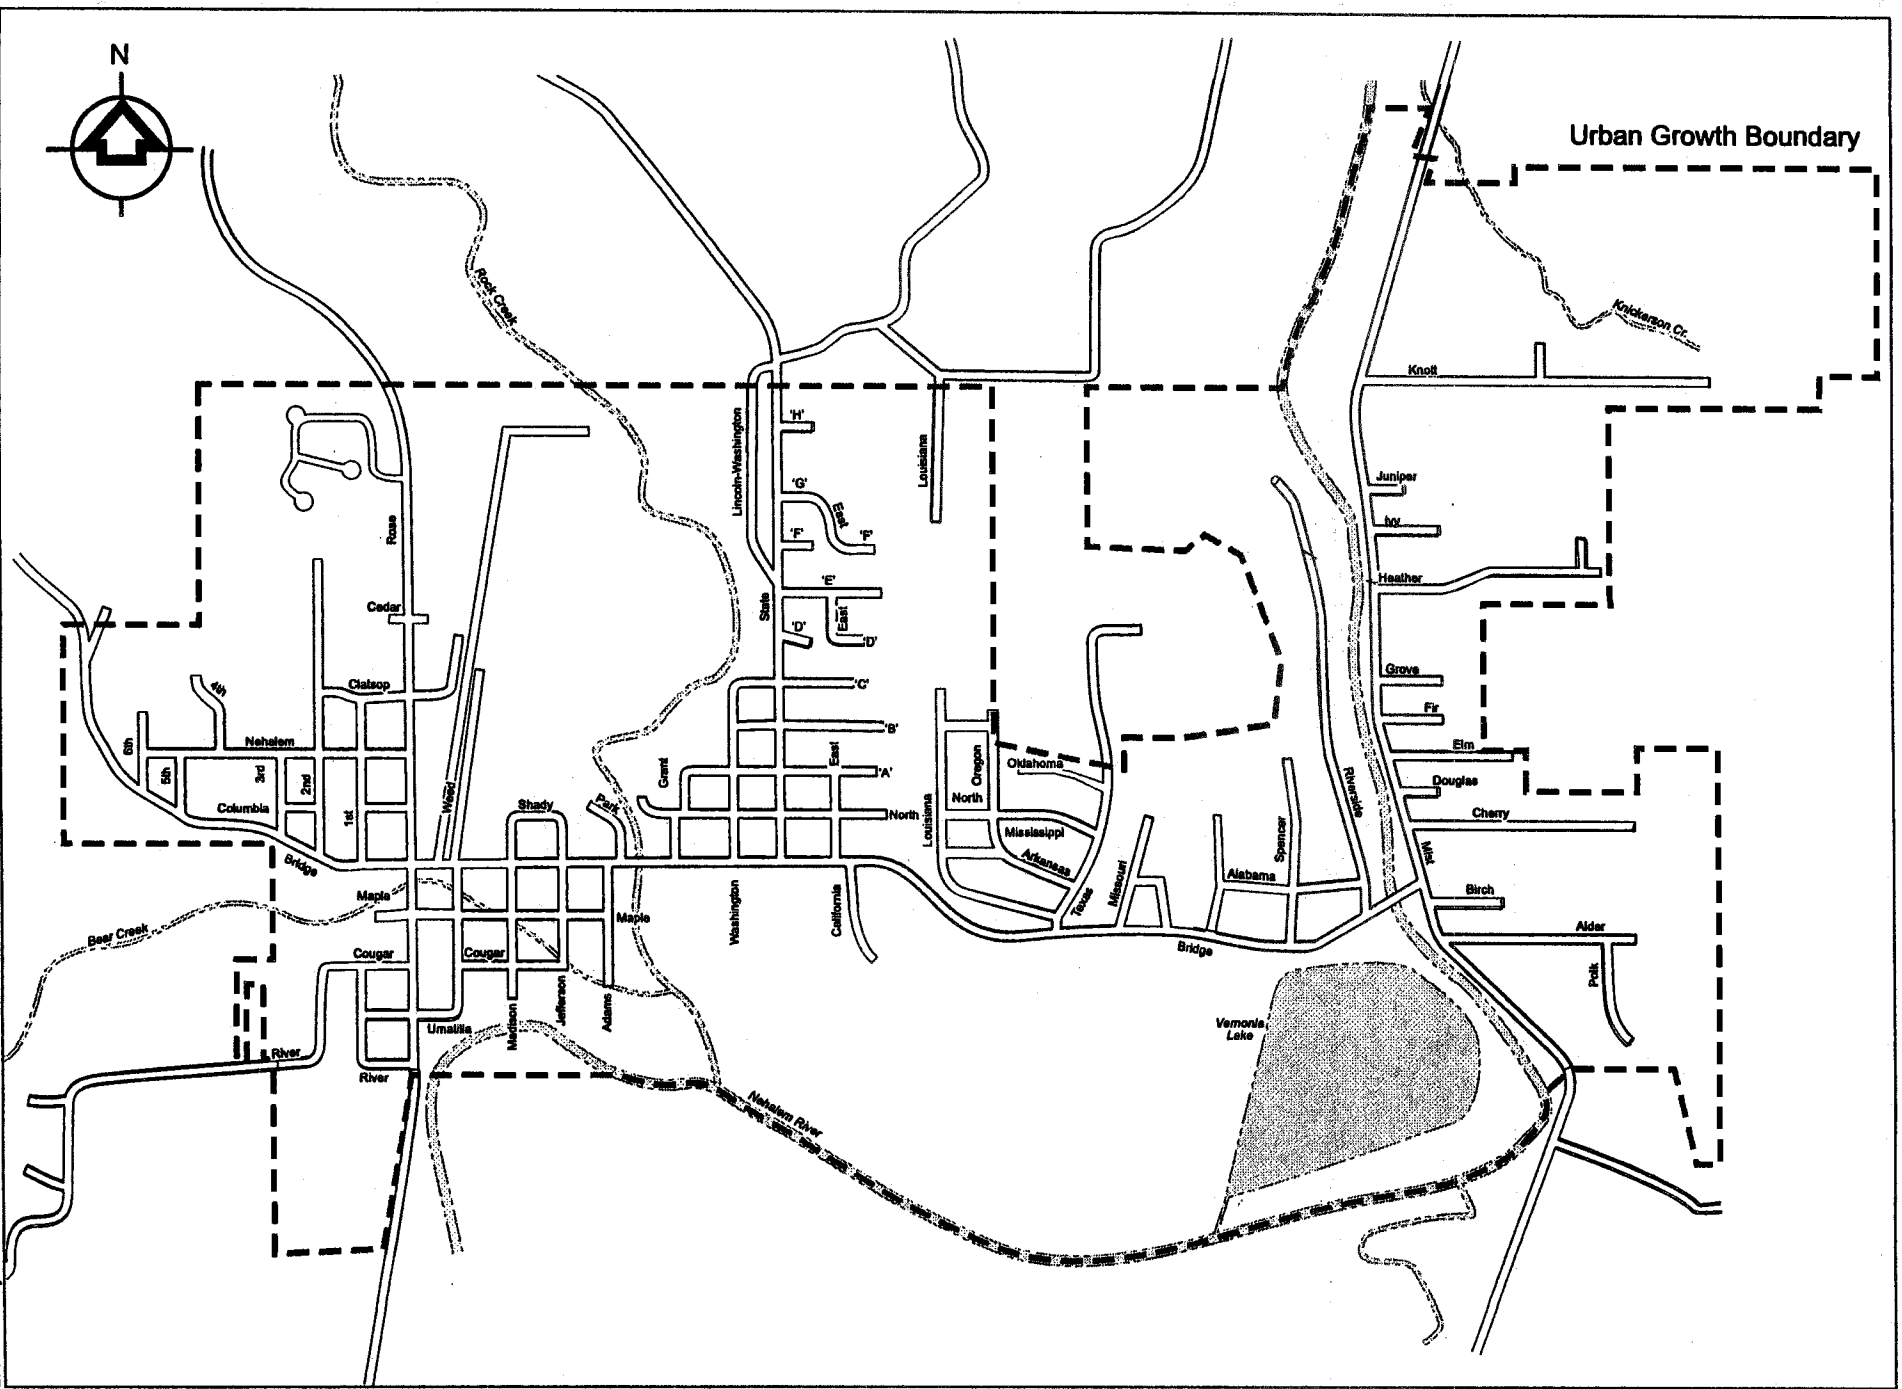 N
Urban Growth Boundary
Rock Creek
Knickerson Cr.
Knott
Lincoln-Washington
'H'
Louisiana
Juniper
'G'
East
Rose
'F'
'F'
Ivy
Heather
'E'
Cedar
State
East
'D'
'D'
Clatsop
'C'
Grove
4th
Fir
'B'
Nehalem
6th
Elm
East
Oregon
Oklahoma
Grant
'A'
5th
3rd
2nd
Douglas
Riverside
Weed
Shady
Park
North
Columbia
1st
North
Louisiana
Cherry
Mississippi
Spencer
Mist
Bridge
Arkansas
Missouri
Alabama
Maple
Texas
Birch
Maple
Washington
California
Bear Creek
Alder
Cougar
Cougar
Bridge
Polk
Jefferson
Adams
Madison
Umatilla
Vernonia
Lake
River
River
Nehalem River